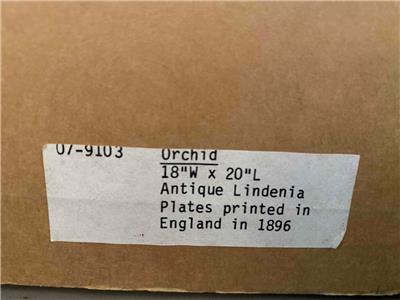 07-9103 Orchid
18"W x 20"L
Antique Lindenia
Plates printed in
England in 1896